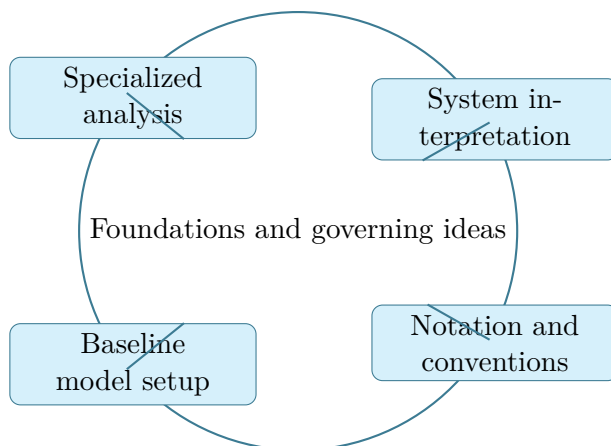 Specialized
analysis
System in-
terpretation
Foundations and governing ideas
Baseline
model setup
Notation and
conventions